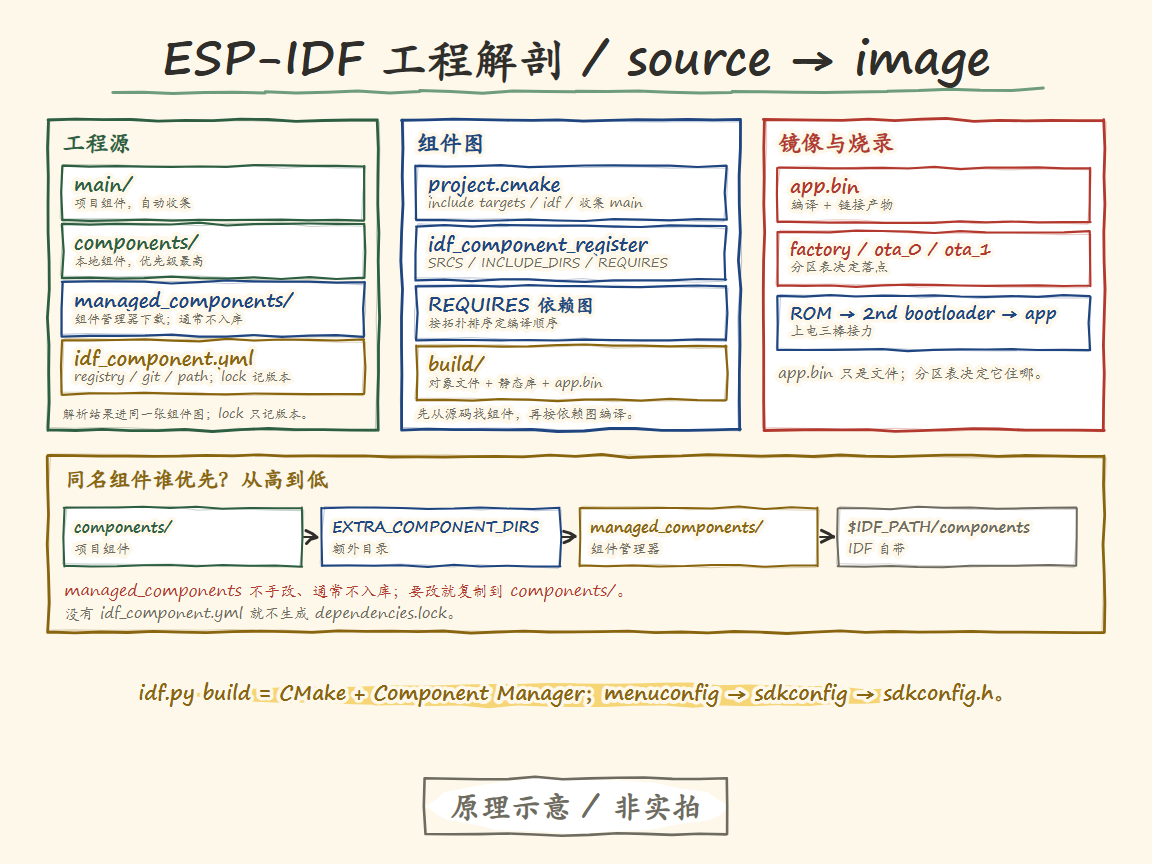 ESP-IDF 工程解剖 / source → image
工程源
main/
项目组件，自动收集
components/
本地组件，优先级最高
managed_components/
组件管理器下载；通常不入库
idf_component.yml
registry / git / path；lock 记版本
解析结果进同一张组件图；lock 只记版本。
组件图
project.cmake
include targets / idf / 收集 main
idf_component_register
SRCS / INCLUDE_DIRS / REQUIRES
REQUIRES 依赖图
按拓扑排序定编译顺序
build/
对象文件 + 静态库 + app.bin
先从源码找组件，再按依赖图编译。
镜像与烧录
app.bin
编译 + 链接产物
factory / ota_0 / ota_1
分区表决定落点
ROM → 2nd bootloader → app
上电三棒接力
app.bin 只是文件；分区表决定它住哪。
同名组件谁优先？从高到低
components/
项目组件
EXTRA_COMPONENT_DIRS
额外目录
managed_components/
组件管理器
$IDF_PATH/components
IDF 自带
managed_components 不手改、通常不入库；要改就复制到 components/。
没有 idf_component.yml 就不生成 dependencies.lock。
idf.py build = CMake + Component Manager；menuconfig → sdkconfig → sdkconfig.h。
原理示意 / 非实拍